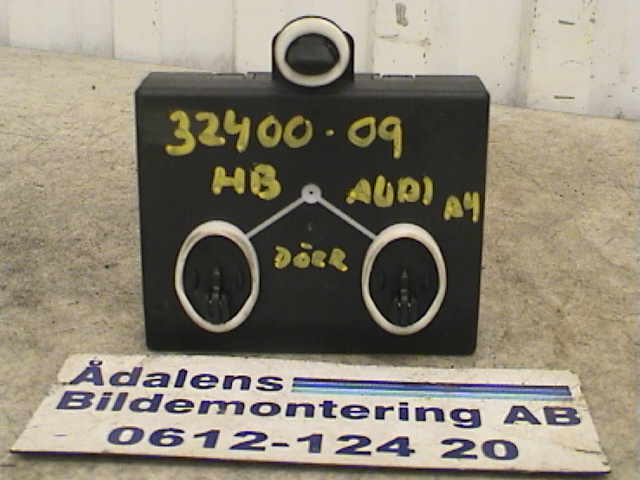 32400-09
HB AUDI A4
DÖRR
Ådalens
Bildemontering AB
0612-124 20